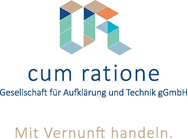 cum ratione
Gesellschaft für Aufklärung und Technik gGmbH
Mit Vernunft handeln.